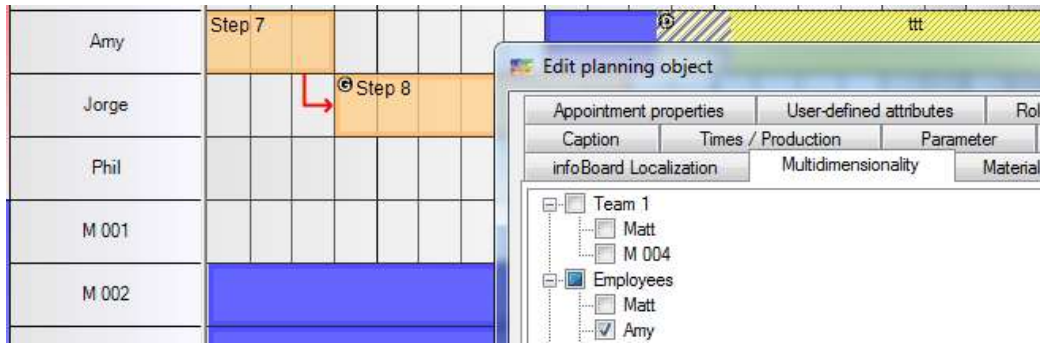 Amy
Step 7
D
ttt
Jorge
G Step 8
Phil
M 001
M 002
Edit planning object
Appointment properties
User-defined attributes
Caption
Times / Production
Parameter
infoBoard Localization
Multidimensionality
Team 1
Matt
M 004
Employees
Matt
Amy